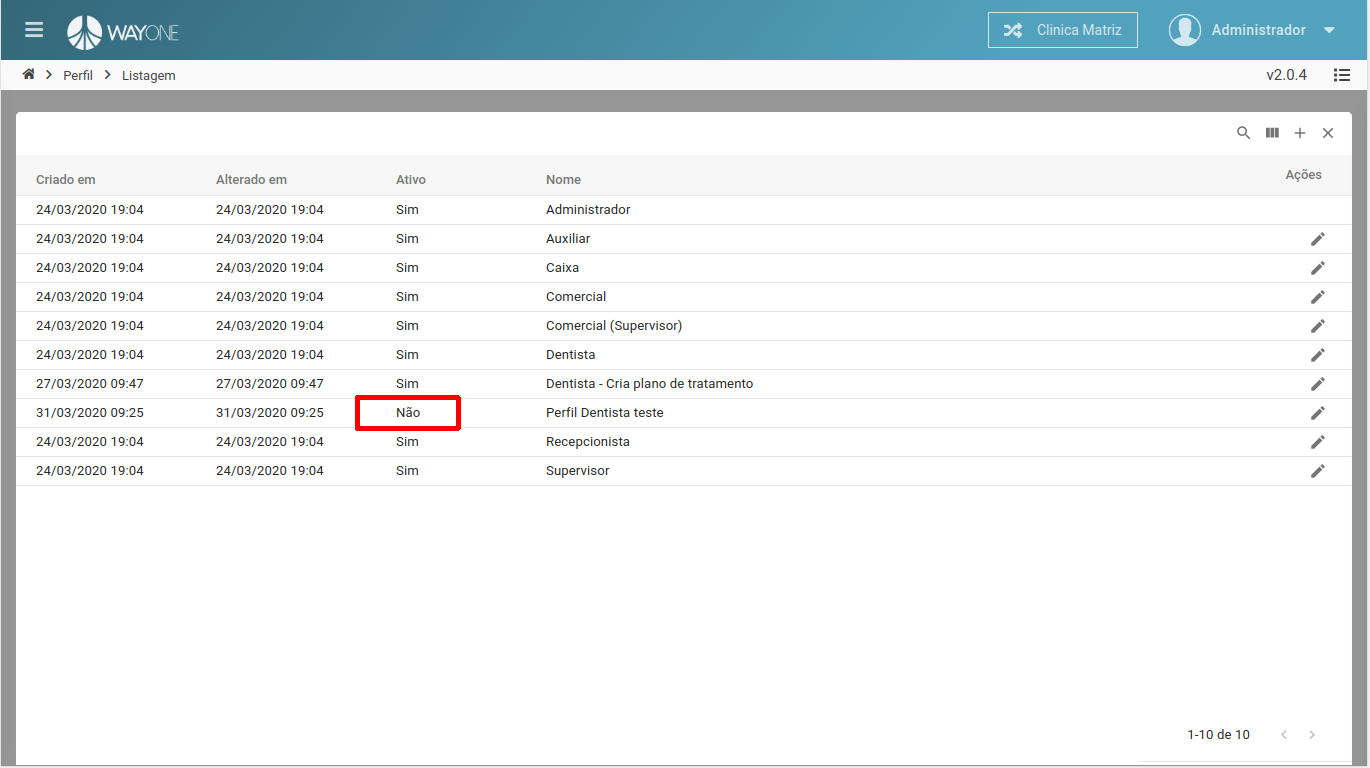 WAYONE
Clinica Matriz
Administrador
Perfil
Listagem
v2.0.4
Criado em Alterado em Ativo Nome Ações
24/03/2020 19:04 24/03/2020 19:04 Sim Administrador
24/03/2020 19:04 24/03/2020 19:04 Sim Auxiliar
24/03/2020 19:04 24/03/2020 19:04 Sim Caixa
24/03/2020 19:04 24/03/2020 19:04 Sim Comercial
24/03/2020 19:04 24/03/2020 19:04 Sim Comercial (Supervisor)
24/03/2020 19:04 24/03/2020 19:04 Sim Dentista
27/03/2020 09:47 27/03/2020 09:47 Sim Dentista - Cria plano de tratamento
31/03/2020 09:25 31/03/2020 09:25 Não Perfil Dentista teste
24/03/2020 19:04 24/03/2020 19:04 Sim Recepcionista
24/03/2020 19:04 24/03/2020 19:04 Sim Supervisor
1-10 de 10